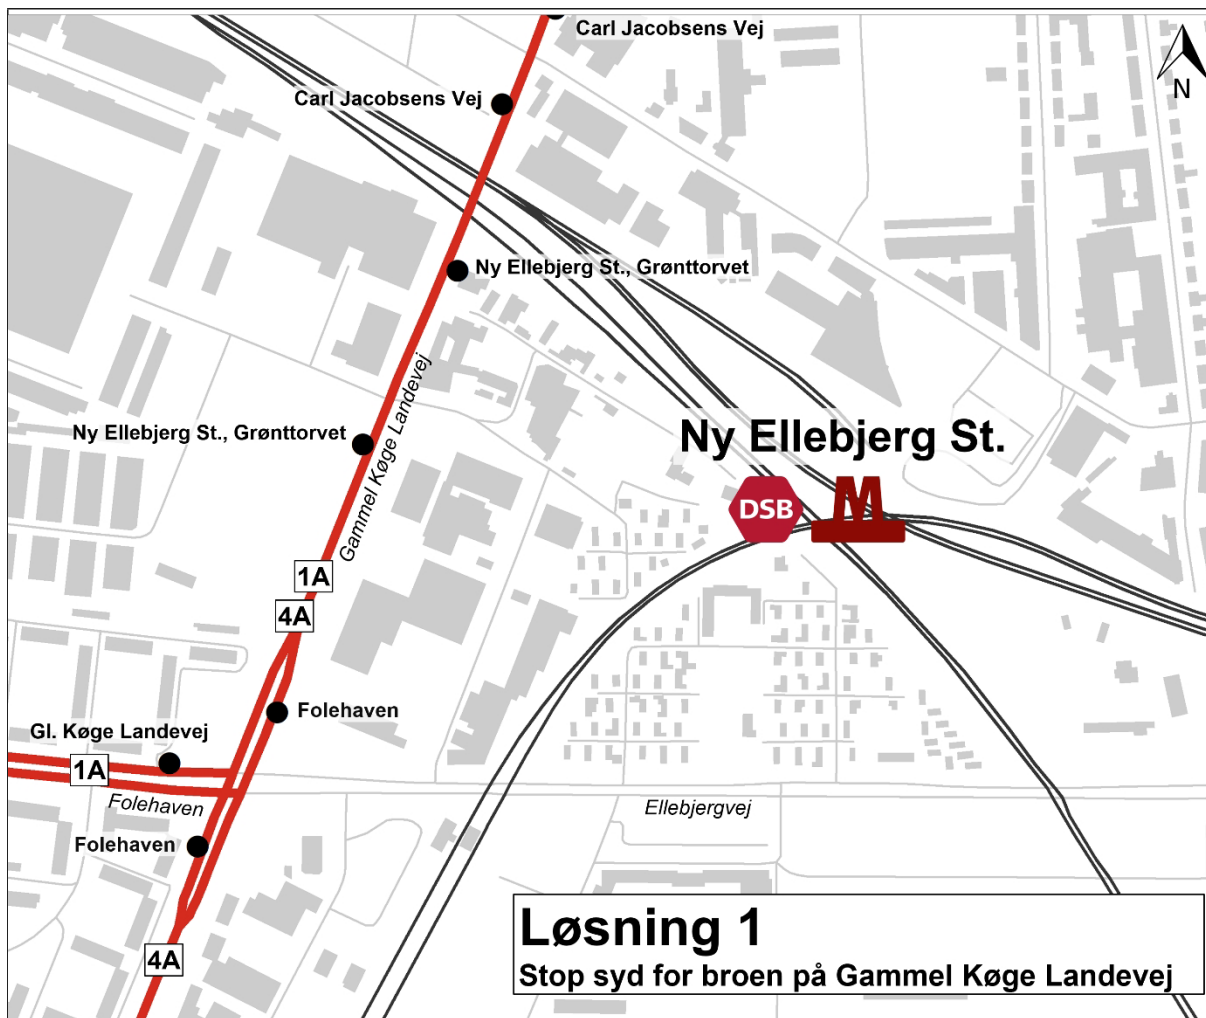 Carl Jacobsens Vej
N
Carl Jacobsens Vej
Ny Ellebjerg St., Grønttorvet
Ny Ellebjerg St., Grønttorvet
Gammel Køge Landevej
Ny Ellebjerg St.
DSB
M
1A
4A
Folehaven
Gl. Køge Landevej
1A
Folehaven
Ellebjergvej
Folehaven
4A
Løsning 1
Stop syd for broen på Gammel Køge Landevej